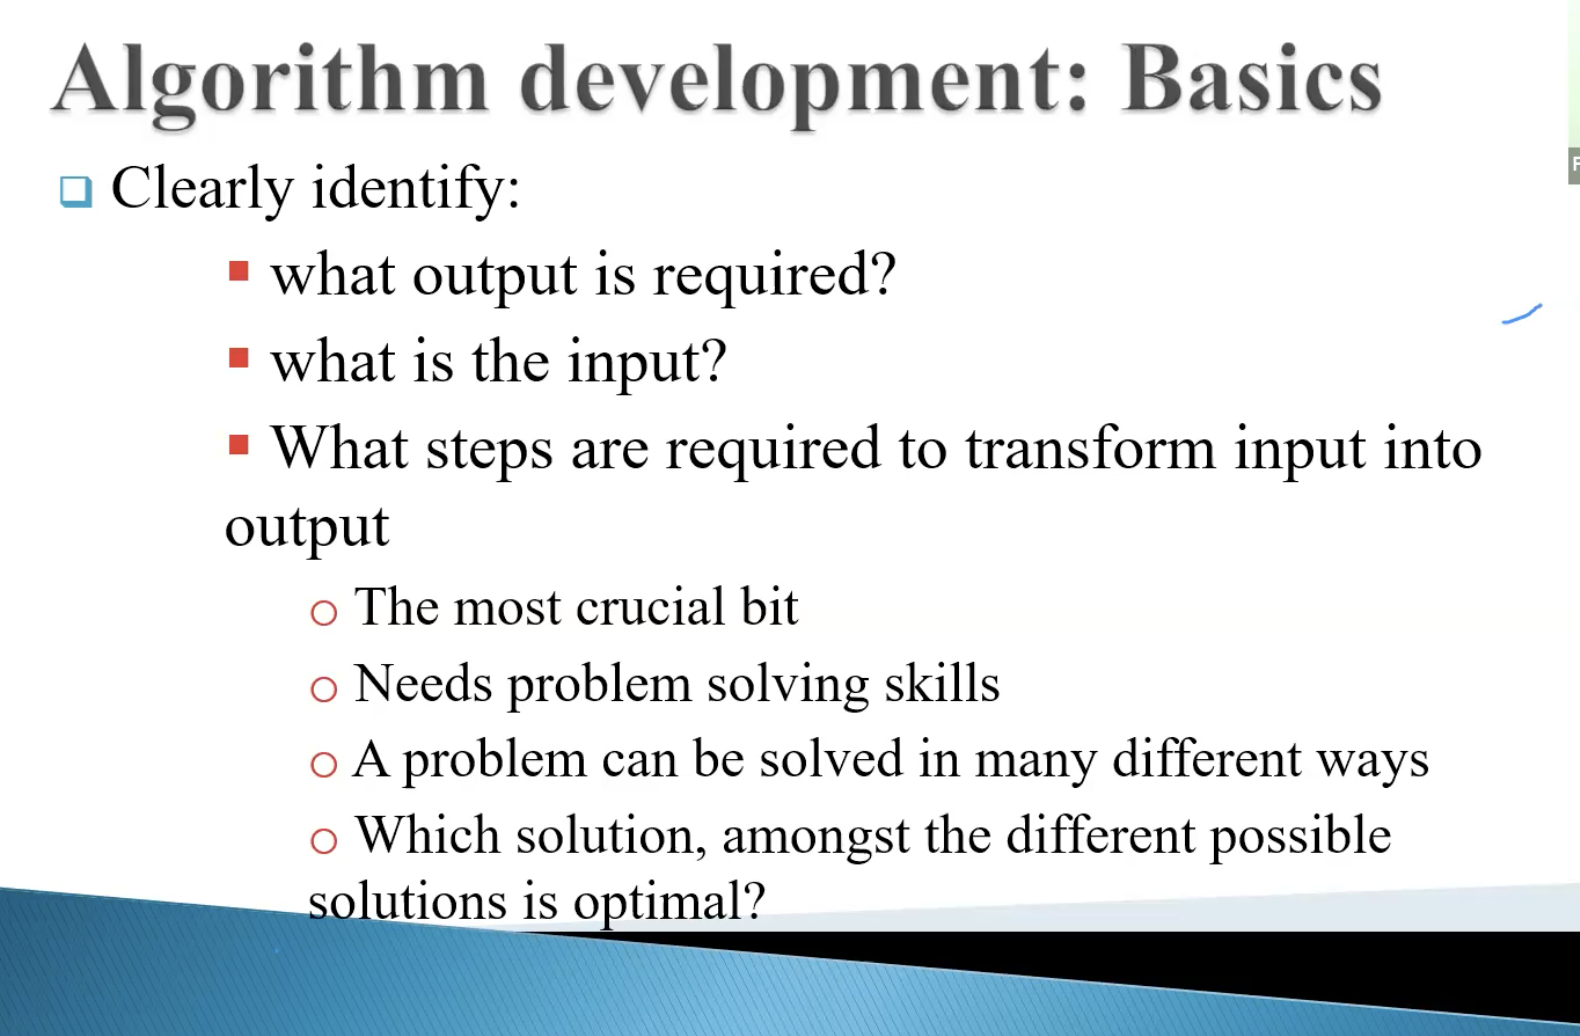 Algorithm development: Basics
Clearly identify:
what output is required?
what is the input?
What steps are required to transform input into
output
The most crucial bit
Needs problem solving skills
A problem can be solved in many different ways
Which solution, amongst the different possible
solutions is optimal?
F